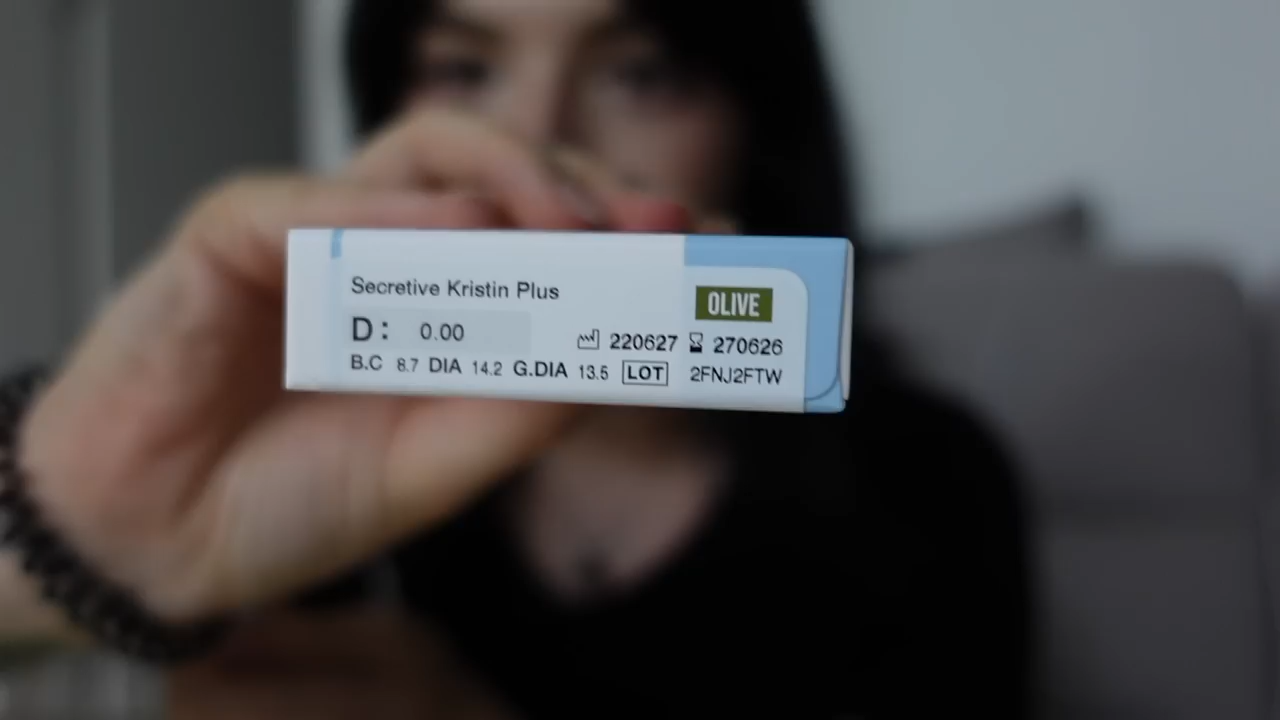 Secretive Kristin Plus
OLIVE
D: 0.00
220627 270626
B.C 8.7 DIA 14.2 G.DIA 13.5 LOT 2FNJ2FTW